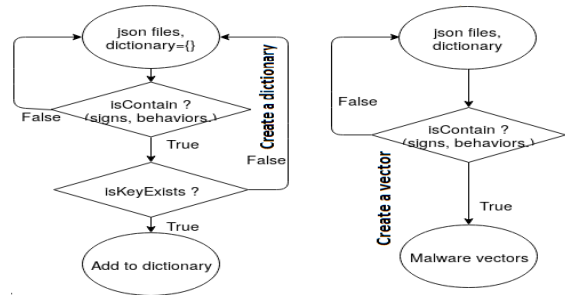 json files,
dictionary={}
isContain ?
(signs, behaviors.)
False
True
Create a dictionary
False
isKeyExists ?
True
Add to dictionary
json files,
dictionary
False
isContain ?
(signs, behaviors.)
Create a vector
True
Malware vectors